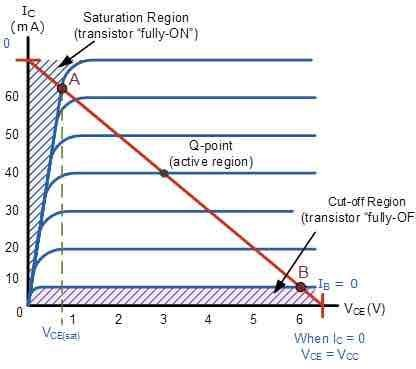 IC
(mA)
Saturation Region
(transistor "fully-ON")
0
A
60
50
Q-point
(active region)
40
30
Cut-off Region
(transistor "fully-OF
20
10
B
IB = 0
0
1
2
3
4
5
6
VCE (V)
VCE(sat)
When IC = 0
VCE = VCC